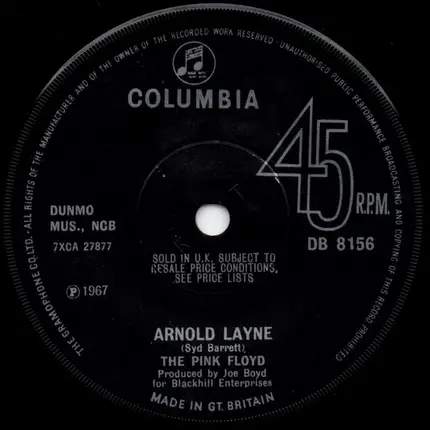 ALL RIGHTS OF THE MANUFACTURER AND OF THE OWNER OF THE RECORDED WORK RESERVED · UNAUTHORISED PUBLIC PERFORMANCE BROADCASTING AND COPYING OF THIS RECORD PROHIBITED
THE GRAMOPHONE CO. LTD. -
COLUMBIA
45
R.P.M.
DUNMO
MUS., NCB
7XCA 27877
DB 8156
SOLD IN U.K. SUBJECT TO
RESALE PRICE CONDITIONS,
SEE PRICE LISTS
Ⓟ 1967
ARNOLD LAYNE
(Syd Barrett)
THE PINK FLOYD
Produced by Joe Boyd
for Blackhill Enterprises
MADE IN GT. BRITAIN